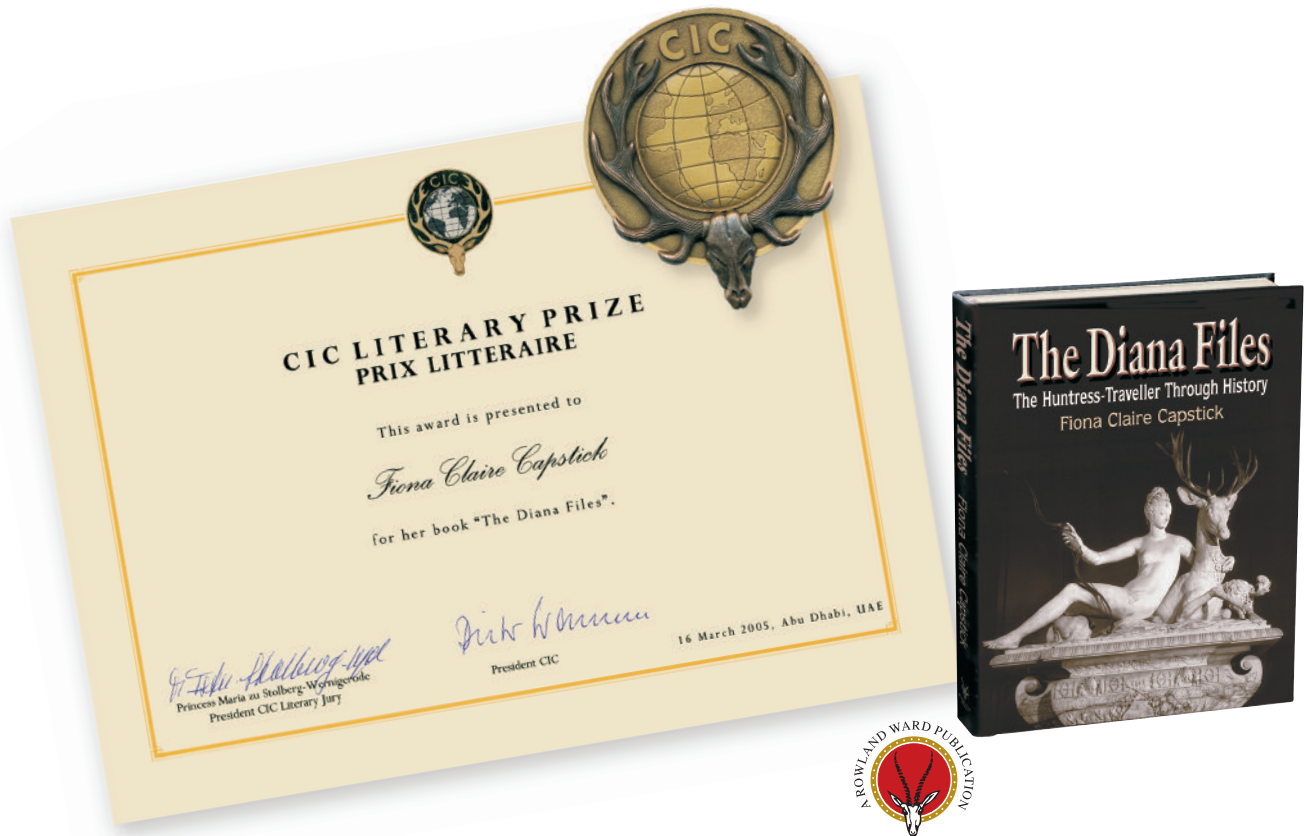 CIC
CIC
CIC LITERARY PRIZE
PRIX LITTERAIRE
This award is presented to
Fiona Claire Capstick
for her book "The Diana Files".
Princess Maria zu Stolberg-Wernigerode
President CIC Literary Jury
President CIC
16 March 2005, Abu Dhabi, UAE
The Diana Files
The Huntress-Traveller Through History
Fiona Claire Capstick
The Diana Files Fiona Claire Capstick
A ROWLAND WARD PUBLICATION